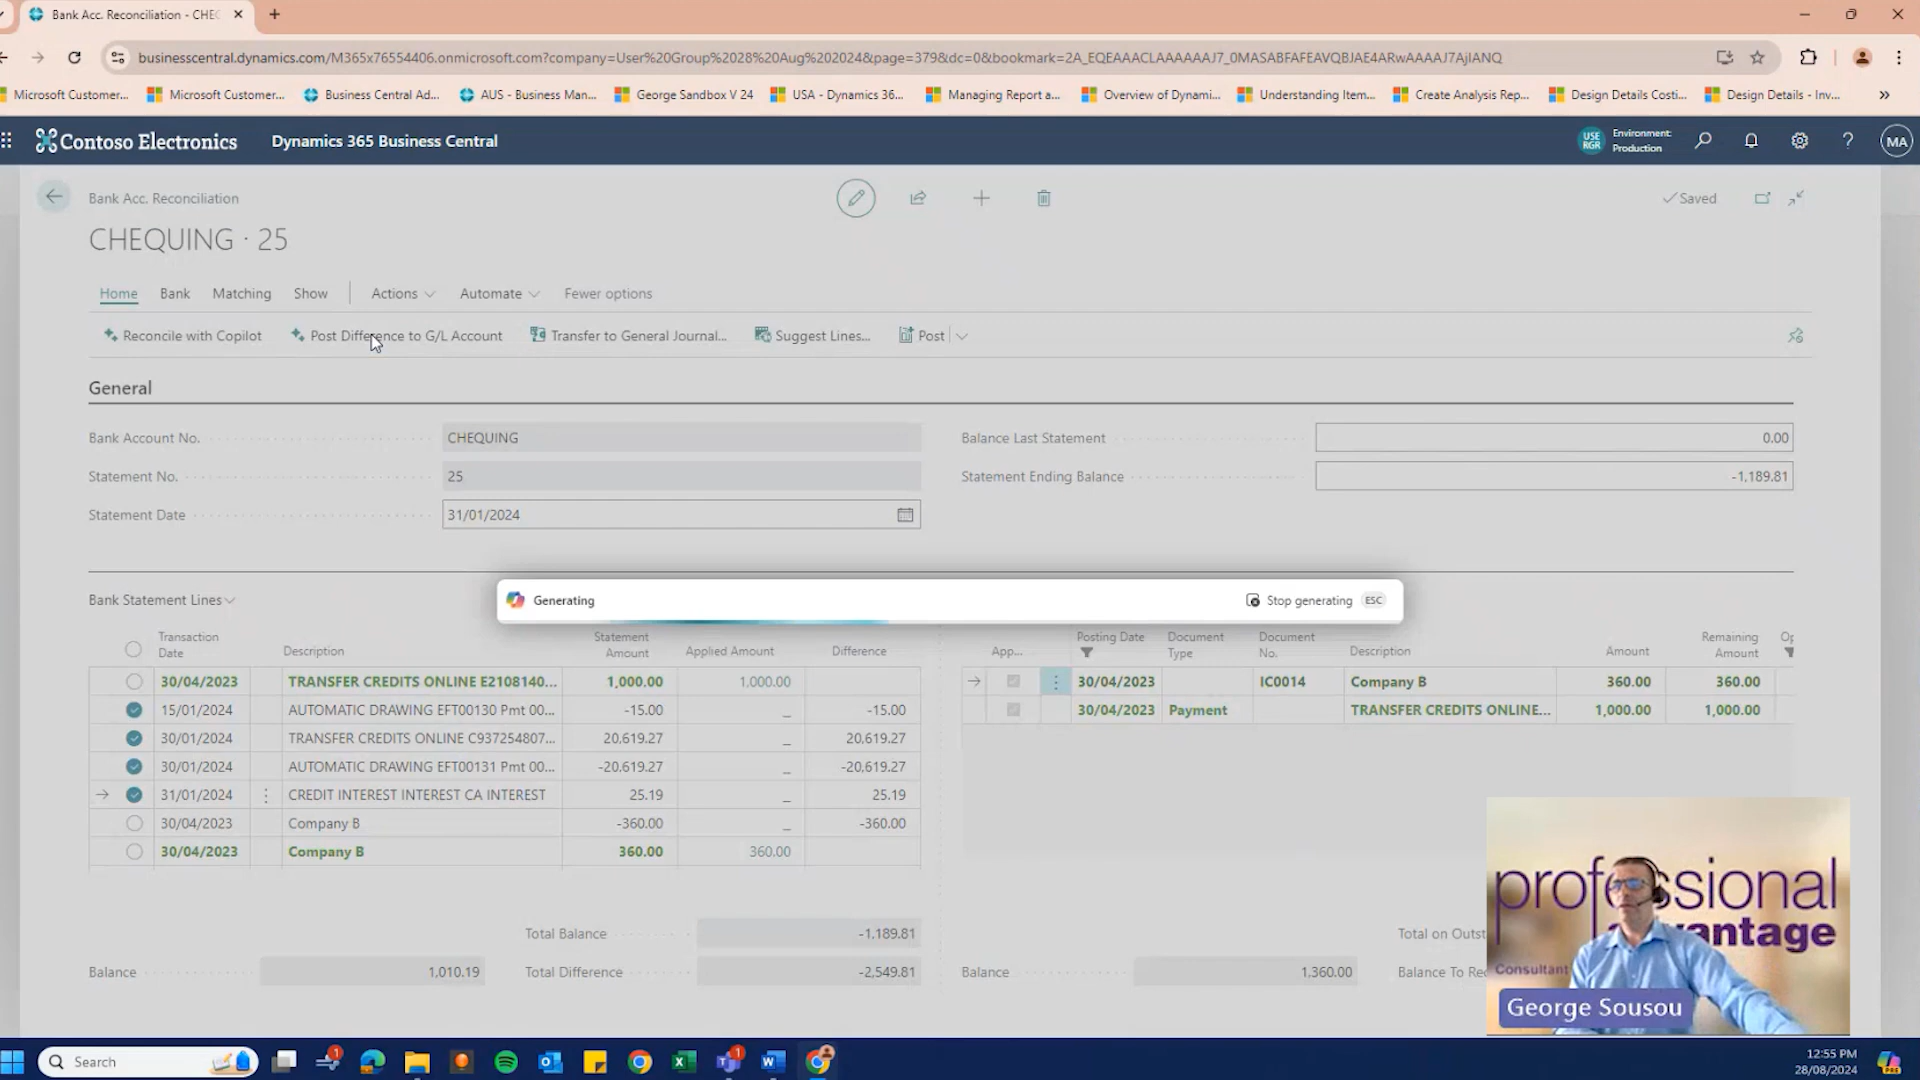 Bank Acc. Reconciliation - CHEC
businesscentral.dynamics.com/M365x76554406.onmicrosoft.com?company=User%20Group%2028%20Aug%202024&page=379&dc=0&bookmark=2A_EQEAAACLAAAAAAJ7_0MASABFAFEAVQBJAE4ARwAAAAJ7AjIANQ
Microsoft Customer... Microsoft Customer... Business Central Ad... AUS - Business Man... George Sandbox V 24 USA - Dynamics 36... Managing Report a... Overview of Dynami... Understanding Item... Create Analysis Rep... Design Details Costi... Design Details - Inv... »
Contoso Electronics Dynamics 365 Business Central USE RGR Environment: Production ? MA
Bank Acc. Reconciliation Saved
CHEQUING · 25
Home Bank Matching Show Actions Automate Fewer options
Reconcile with Copilot Post Difference to G/L Account Transfer to General Journal... Suggest Lines... Post
General
Bank Account No. CHEQUING Balance Last Statement 0.00
Statement No. 25 Statement Ending Balance -1,189.81
Statement Date 31/01/2024
Generating Stop generating ESC
Bank Statement Lines
Transaction Date Description Statement Amount Applied Amount Difference App... Posting Date Document Type Document No. Description Amount Remaining Amount Op
30/04/2023 TRANSFER CREDITS ONLINE E2108140... 1,000.00 1,000.00 30/04/2023 IC0014 Company B 360.00 360.00
15/01/2024 AUTOMATIC DRAWING EFT00130 Pmt 00... -15.00 _ -15.00 30/04/2023 Payment TRANSFER CREDITS ONLINE... 1,000.00 1,000.00
30/01/2024 TRANSFER CREDITS ONLINE C937254807... 20,619.27 _ 20,619.27
30/01/2024 AUTOMATIC DRAWING EFT00131 Pmt 00... -20,619.27 _ -20,619.27
31/01/2024 CREDIT INTEREST INTEREST CA INTEREST 25.19 _ 25.19
30/04/2023 Company B -360.00 _ -360.00
30/04/2023 Company B 360.00 360.00
Total Balance -1,189.81 Total on Outst
Balance 1,010.19 Total Difference -2,549.81 Balance 1,360.00 Balance To Rec
professional
advantage
Consultant
George Sousou
Search 1 1
12:55 PM
28/08/2024